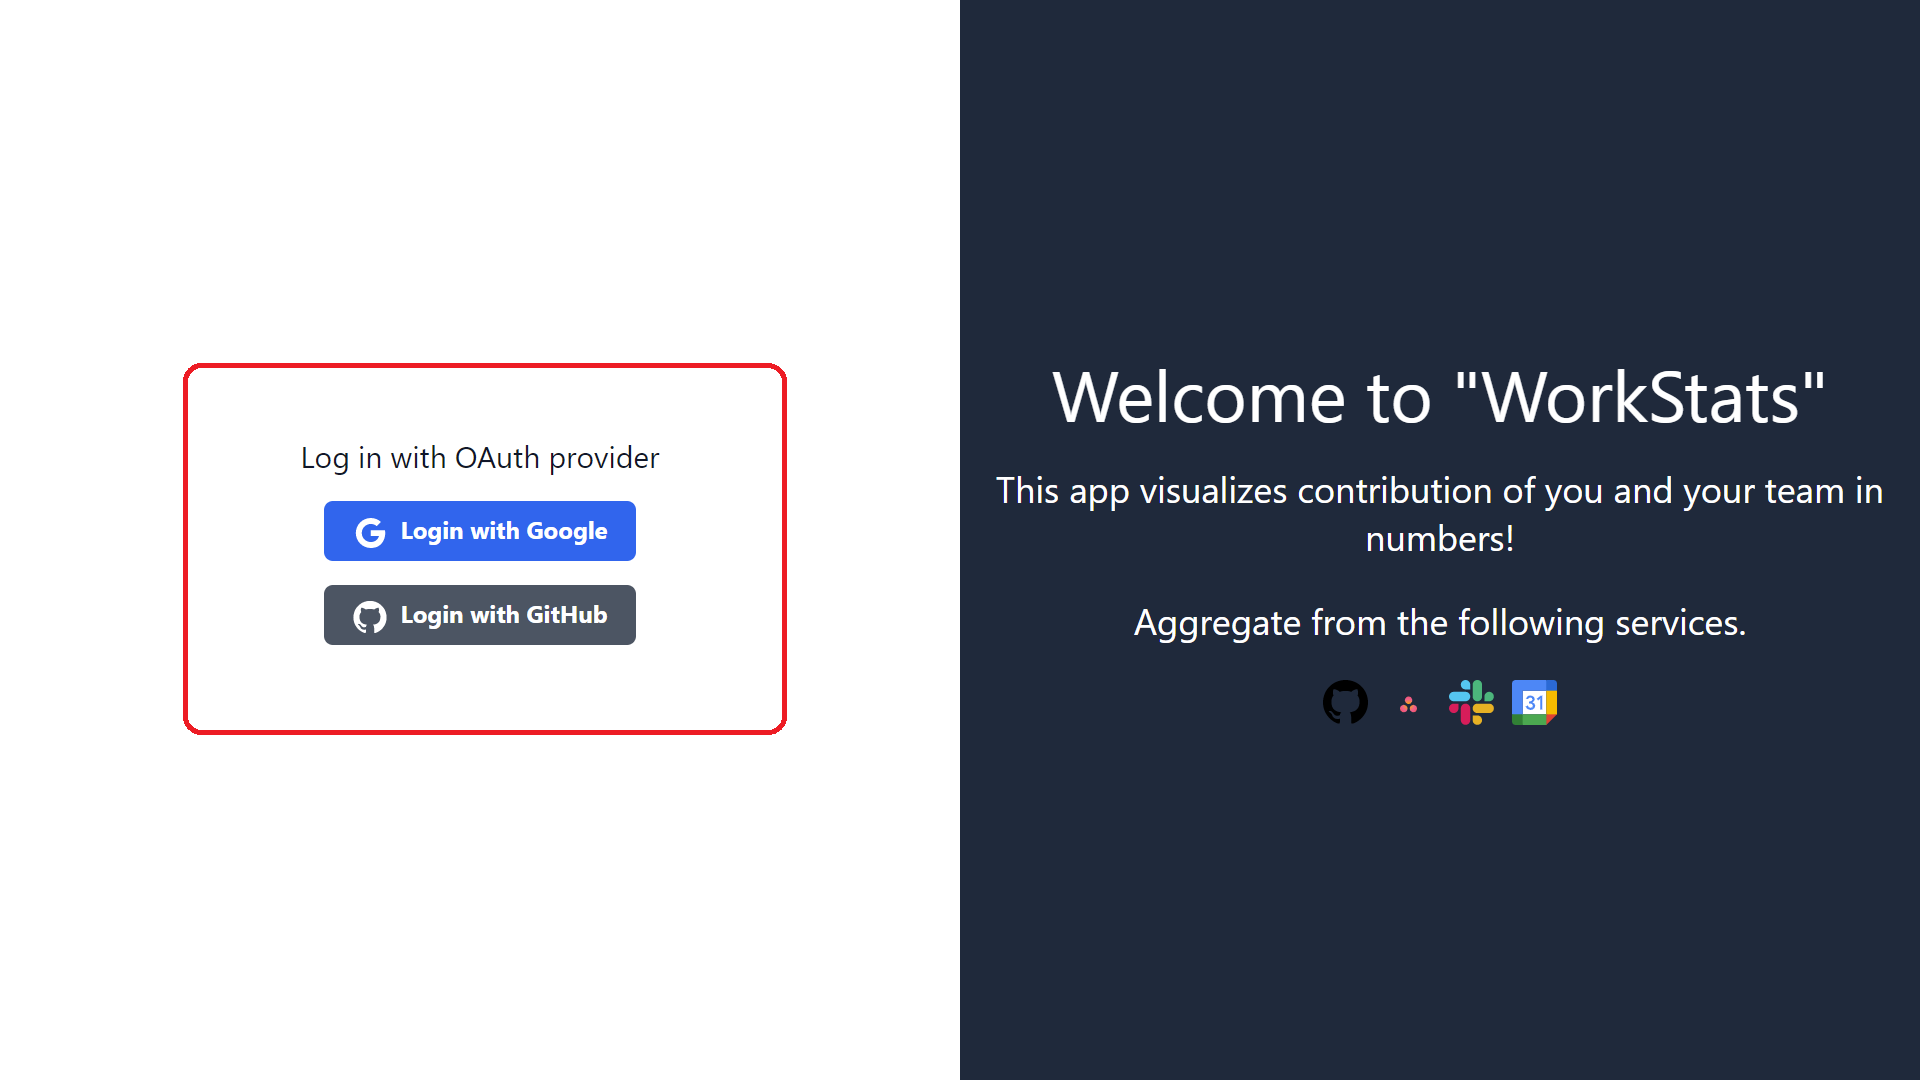 Log in with OAuth provider
Login with Google
Login with GitHub
Welcome to "WorkStats"
This app visualizes contribution of you and your team in
numbers!
Aggregate from the following services.
31